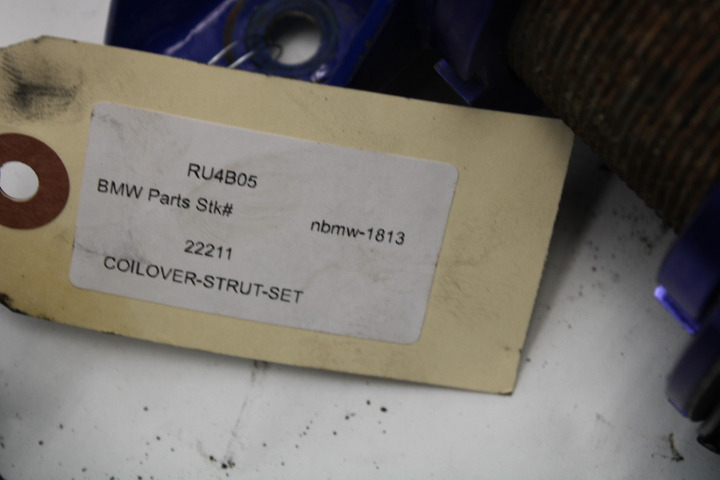 RU4B05
BMW Parts Stk#
nbmw-1813
22211
COILOVER-STRUT-SET